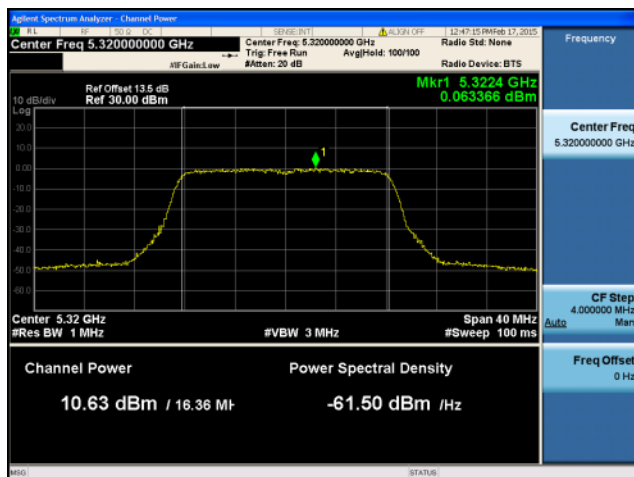 Agilent Spectrum Analyzer - Channel Power
RL RF 50 Ω DC SENSE:INT ALIGN OFF 12:47:15 PM Feb 17, 2015
Center Freq 5.320000000 GHz Center Freq: 5.320000000 GHz Radio Std: None
Trig: Free Run Avg|Hold: 100/100
#IFGain:Low #Atten: 20 dB Radio Device: BTS
Frequency
Ref Offset 13.5 dB Mkr1 5.3224 GHz
10 dB/div Ref 30.00 dBm 0.063366 dBm
Log
20.0
10.0
0.00
-10.0
-20.0
-30.0
-40.0
-50.0
-60.0
1
Center 5.32 GHz Span 40 MHz
#Res BW 1 MHz #VBW 3 MHz #Sweep 100 ms
Channel Power Power Spectral Density
10.63 dBm / 16.36 MH -61.50 dBm /Hz
Center Freq
5.320000000 GHz
CF Step
4.000000 MHz
Auto Man
Freq Offset
0 Hz
MSG STATUS